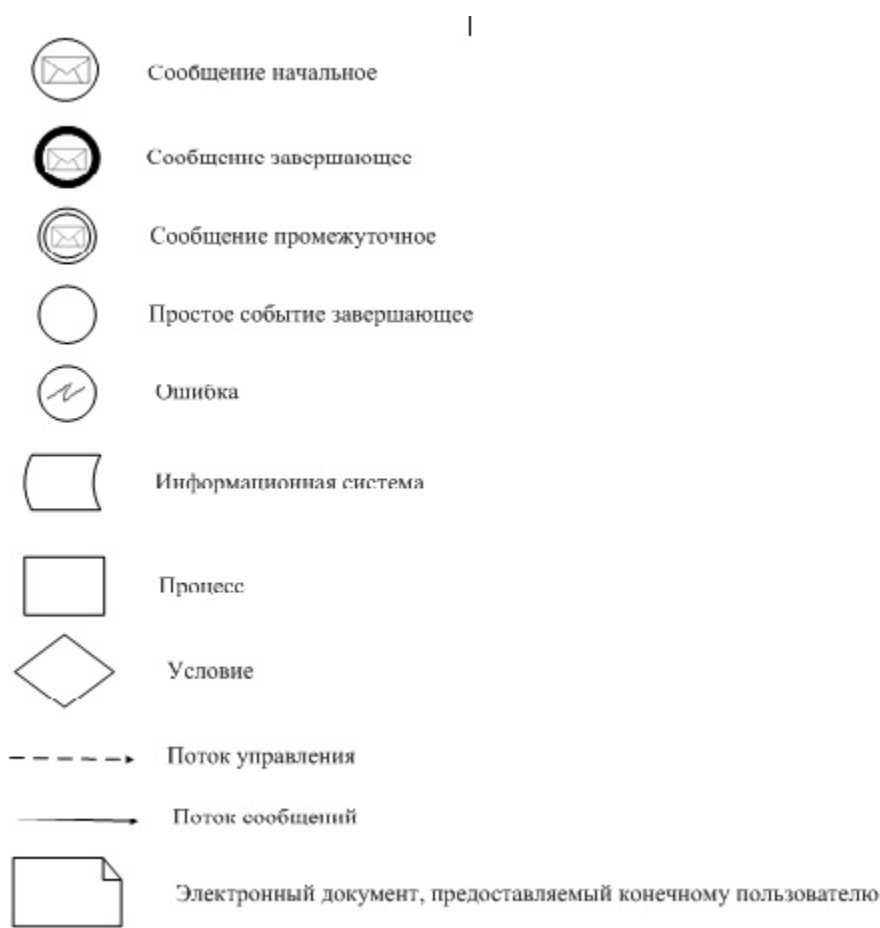 Сообщение начальное
Сообщение завершающее
Сообщение промежуточное
Простое событие завершающее
Ошибка
Информационная система
Процесс
Условие
Поток управления
Поток сообщений
Электронный документ, предоставляемый конечному пользователю